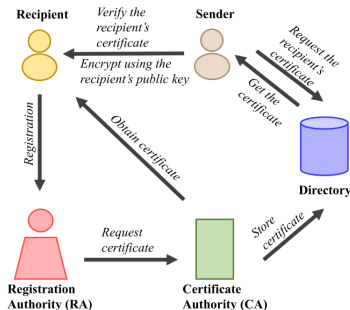 Recipient
Sender
Verify the
recipient's
certificate
Encrypt using the
recipient's public key
Request the
recipient's
certificate
Get the
certificate
Registration
Obtain certificate
Directory
Request
certificate
Store
certificate
Registration
Authority (RA)
Certificate
Authority (CA)